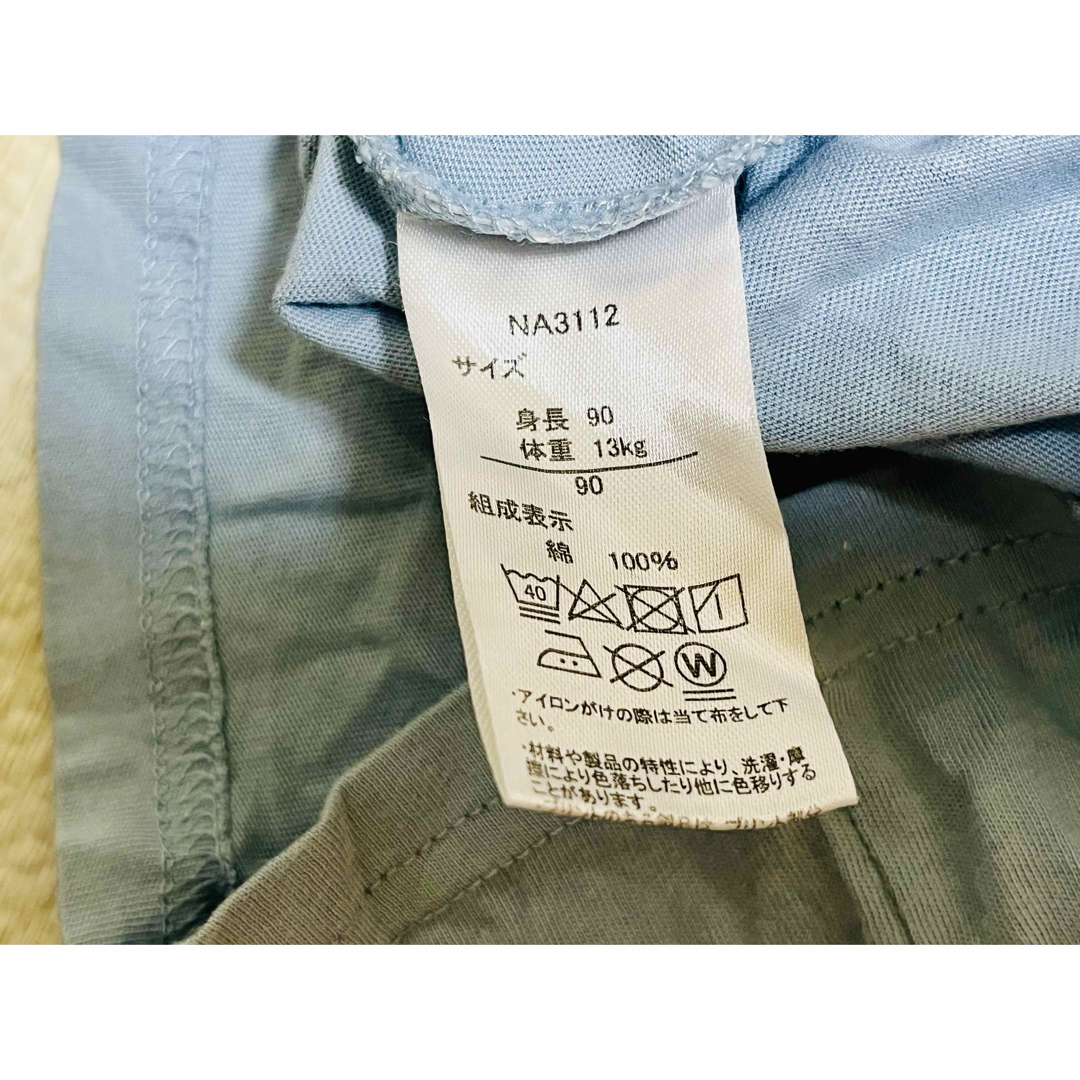 NA3112
サイズ
身長 90
体重 13kg
90
組成表示
綿 100%
40
W
・アイロンがけの際は当て布をして下
さい。
・材料や製品の特性により、洗濯・摩
擦により色落ちしたり他に色移りする
ことがあります。